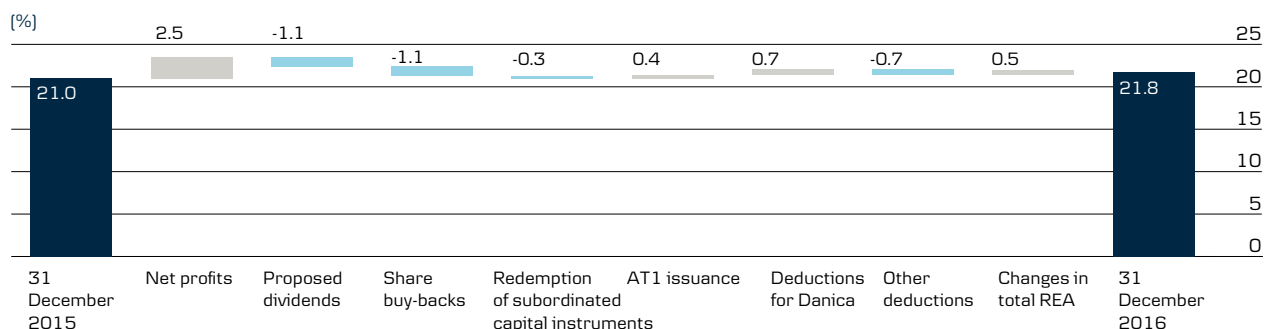 (%)
2.5
-1.1
-1.1
-0.3
0.4
0.7
-0.7
0.5
25
20
15
10
5
0
21.0
21.8
31
December
2015
Net profits
Proposed
dividends
Share
buy-backs
Redemption
of subordinated
capital instruments
AT1 issuance
Deductions
for Danica
Other
deductions
Changes in
total REA
31
December
2016